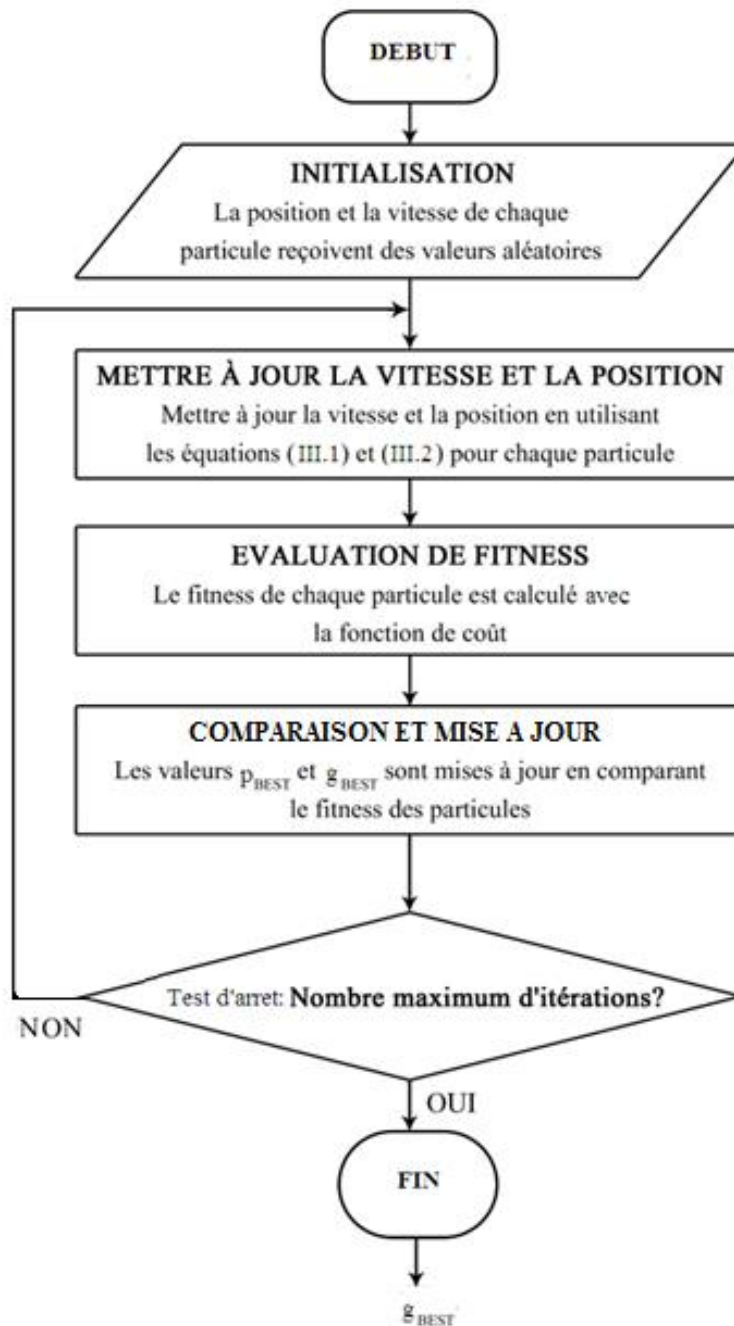 DEBUT
INITIALISATION
La position et la vitesse de chaque
particule reçoivent des valeurs aléatoires
METTRE À JOUR LA VITESSE ET LA POSITION
Mettre à jour la vitesse et la position en utilisant
les équations (III.1) et (III.2) pour chaque particule
EVALUATION DE FITNESS
Le fitness de chaque particule est calculé avec
la fonction de coût
COMPARAISON ET MISE A JOUR
Les valeurs pBEST et gBEST sont mises à jour en comparant
le fitness des particules
Test d'arret: Nombre maximum d'itérations?
NON
OUI
FIN
gBEST